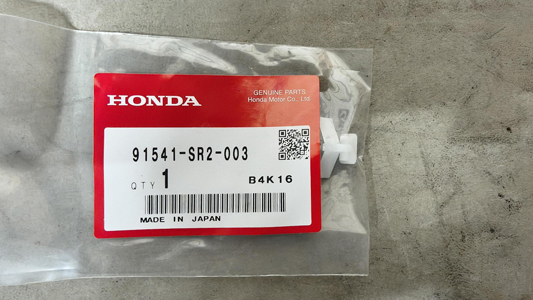 GENUINE PARTS
HONDA
Honda Motor Co., Ltd.
91541-SR2-003
QTY 1
B4K16
MADE IN JAPAN